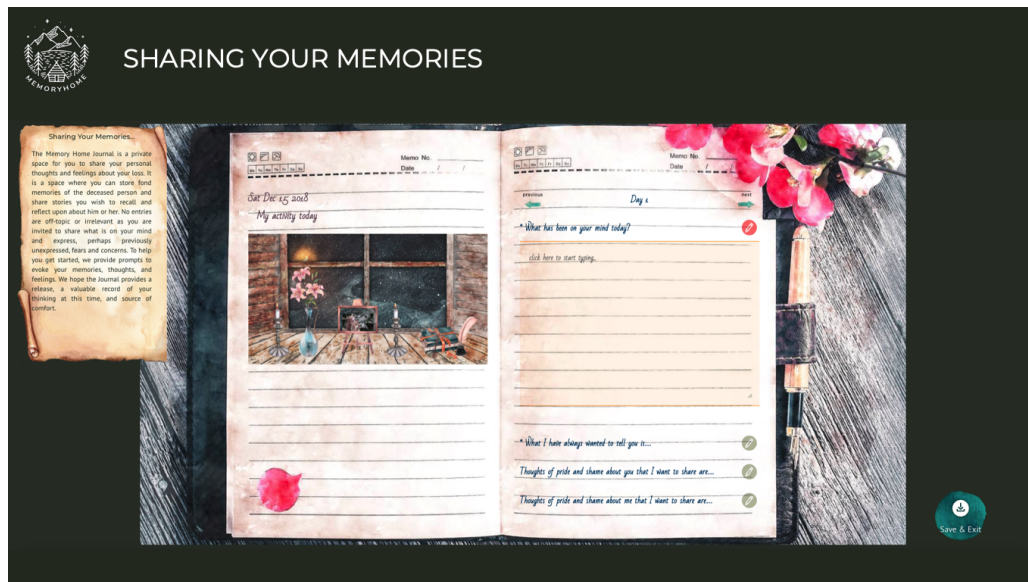 MEMORYHOME
SHARING YOUR MEMORIES
Sharing Your Memories...
The Memory Home Journal is a private
space for you to share your personal
thoughts and feelings about your loss. It
is a space where you can store fond
memories of the deceased person and
share stories you wish to recall and
reflect upon about him or her. No entries
are off-topic or irrelevant as you are
invited to share what is on your mind
and express, perhaps previously
unexpressed, fears and concerns. To help
you get started, we provide prompts to
evoke your memories, thoughts, and
feelings. We hope the Journal provides a
release, a valuable record of your
thinking at this time, and source of
comfort.
Memo No.
Date / /
Sat Dec 15 2018
My activity today
Memo No.
Date / /
previous
next
Day 1
* What has been on your mind today?
click here to start typing...
* What I have always wanted to tell you is...
Thoughts of pride and shame about you that I want to share are...
Thoughts of pride and shame about me that I want to share are...
Save & Exit